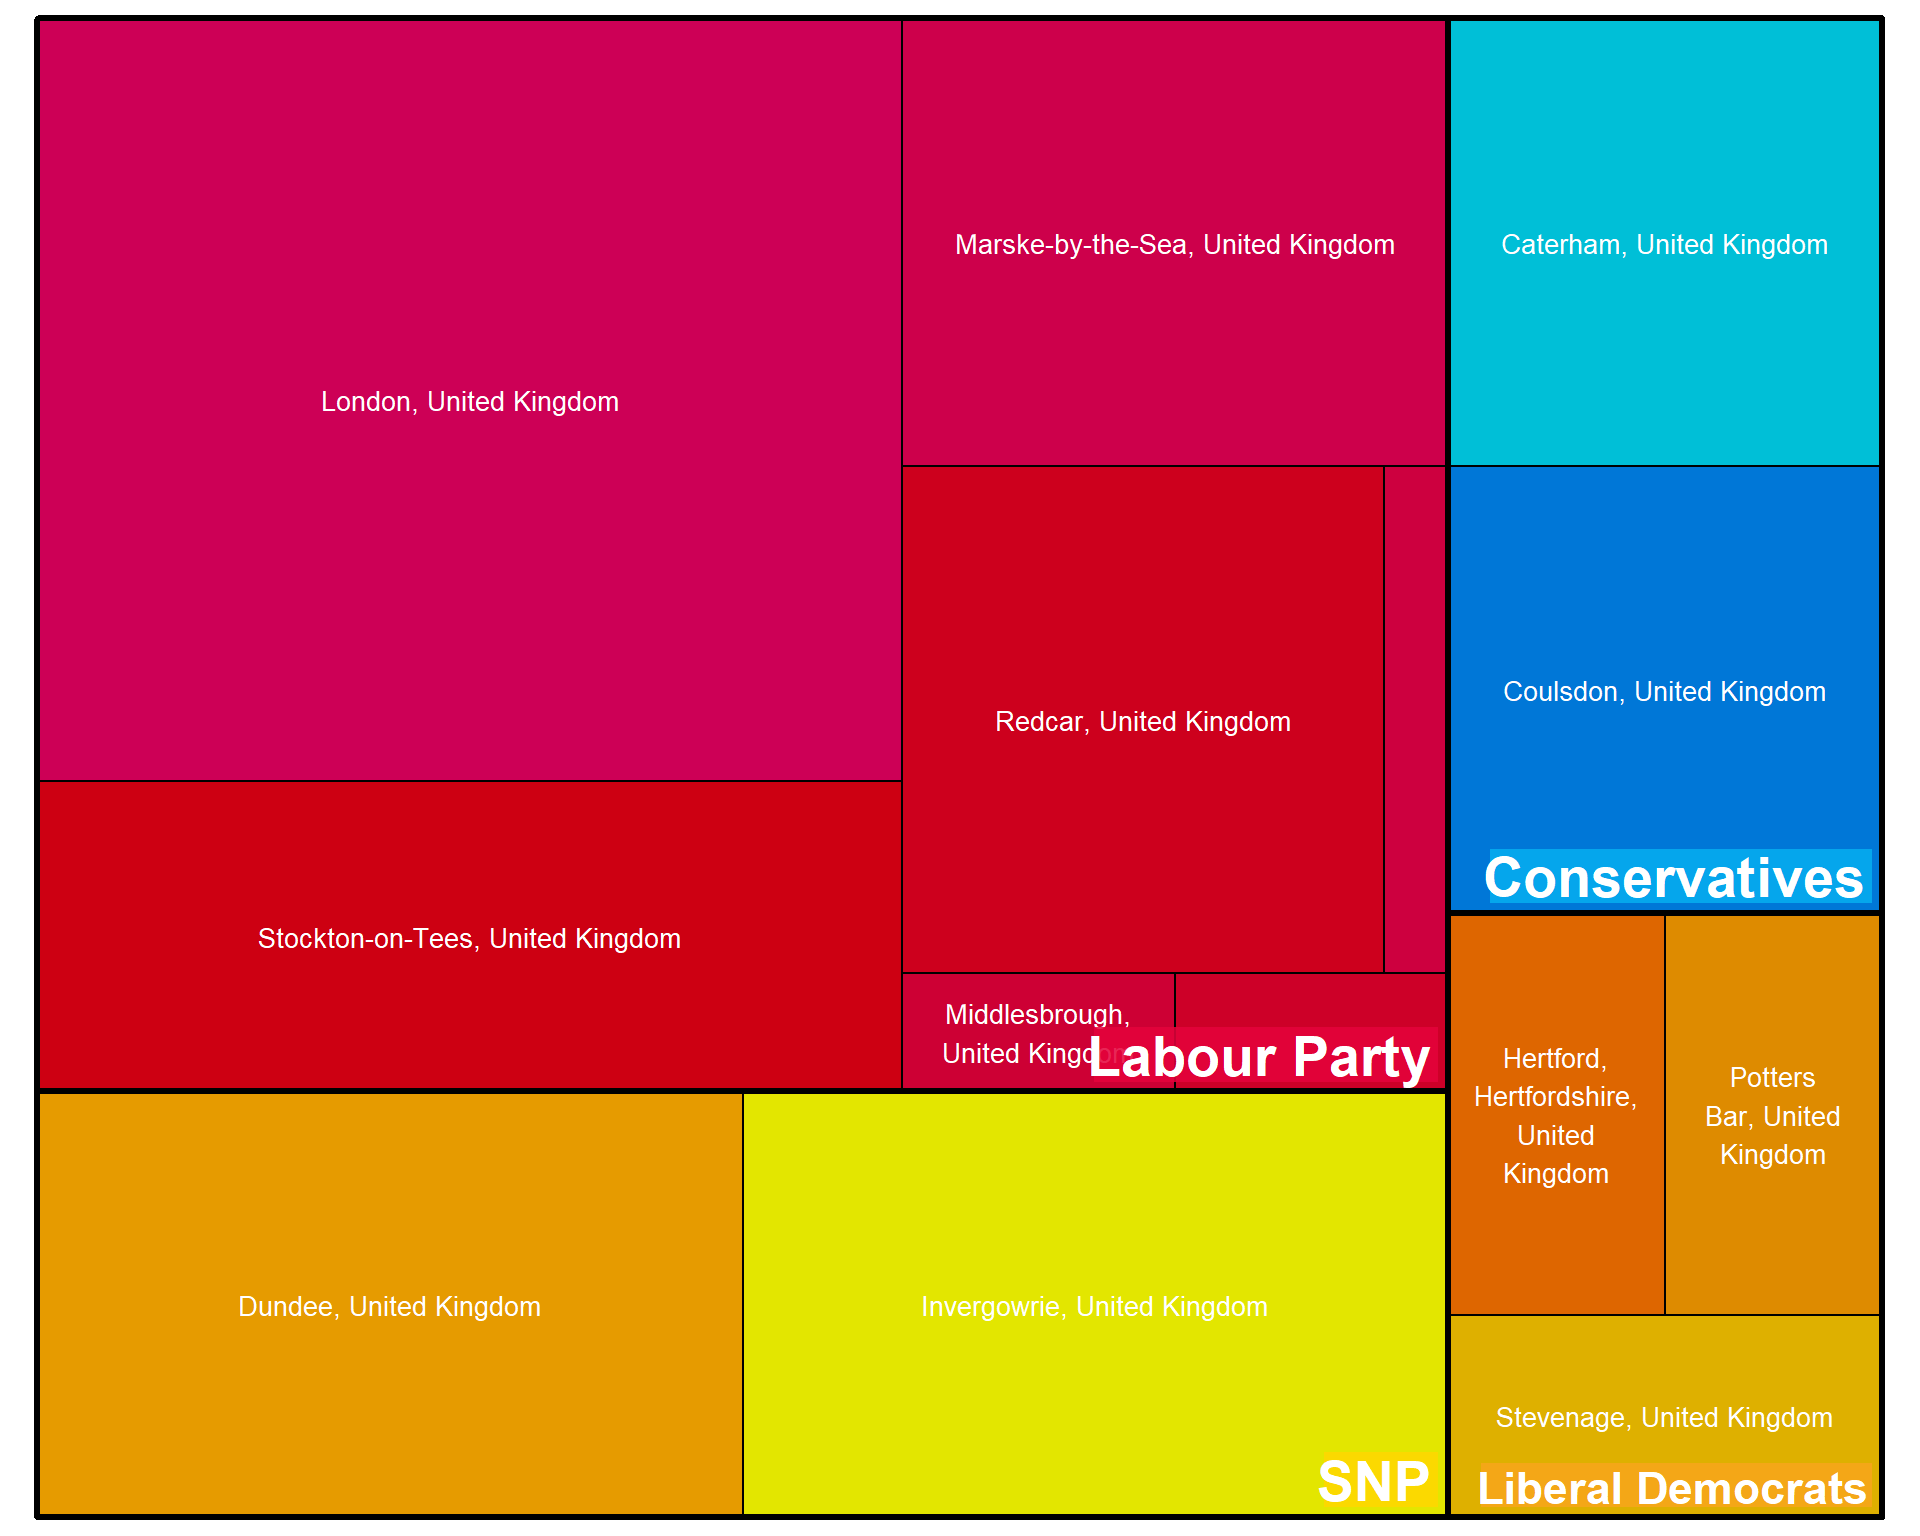 London, United Kingdom
Marske-by-the-Sea, United Kingdom
Caterham, United Kingdom
Redcar, United Kingdom
Coulsdon, United Kingdom
Conservatives
Stockton-on-Tees, United Kingdom
Middlesbrough,
United Kingdom
Labour Party
Hertford,
Hertfordshire,
United
Kingdom
Potters
Bar, United
Kingdom
Dundee, United Kingdom
Invergowrie, United Kingdom
SNP
Stevenage, United Kingdom
Liberal Democrats